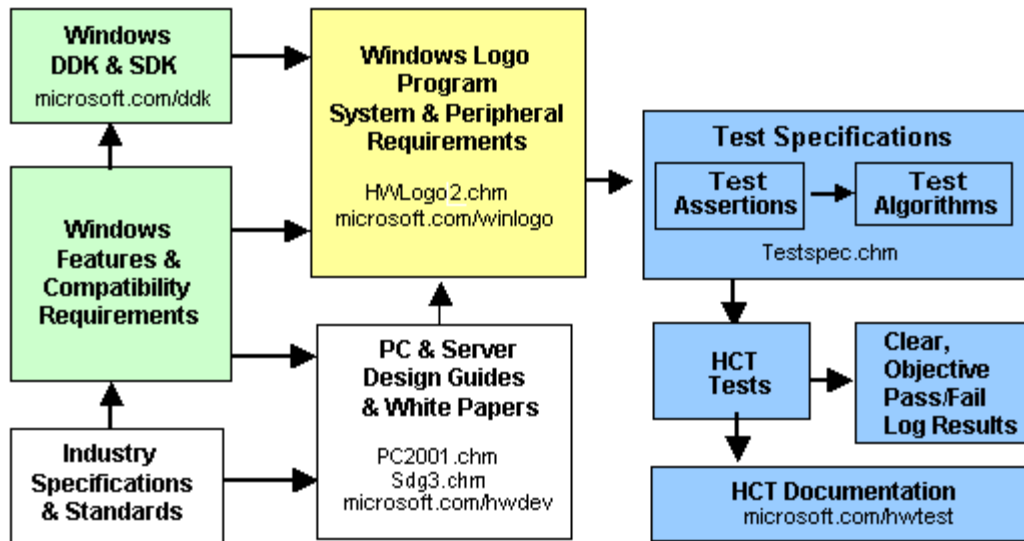 Windows
DDK & SDK
microsoft.com/ddk
Windows
Features &
Compatibility
Requirements
Industry
Specifications
& Standards
Windows Logo
Program
System & Peripheral
Requirements
HWLogo2.chm
microsoft.com/winlogo
PC & Server
Design Guides
& White Papers
PC2001.chm
Sdg3.chm
microsoft.com/hwdev
Test Specifications
Test
Assertions
Test
Algorithms
Testspec.chm
HCT
Tests
Clear,
Objective
Pass/Fail
Log Results
HCT Documentation
microsoft.com/hwtest